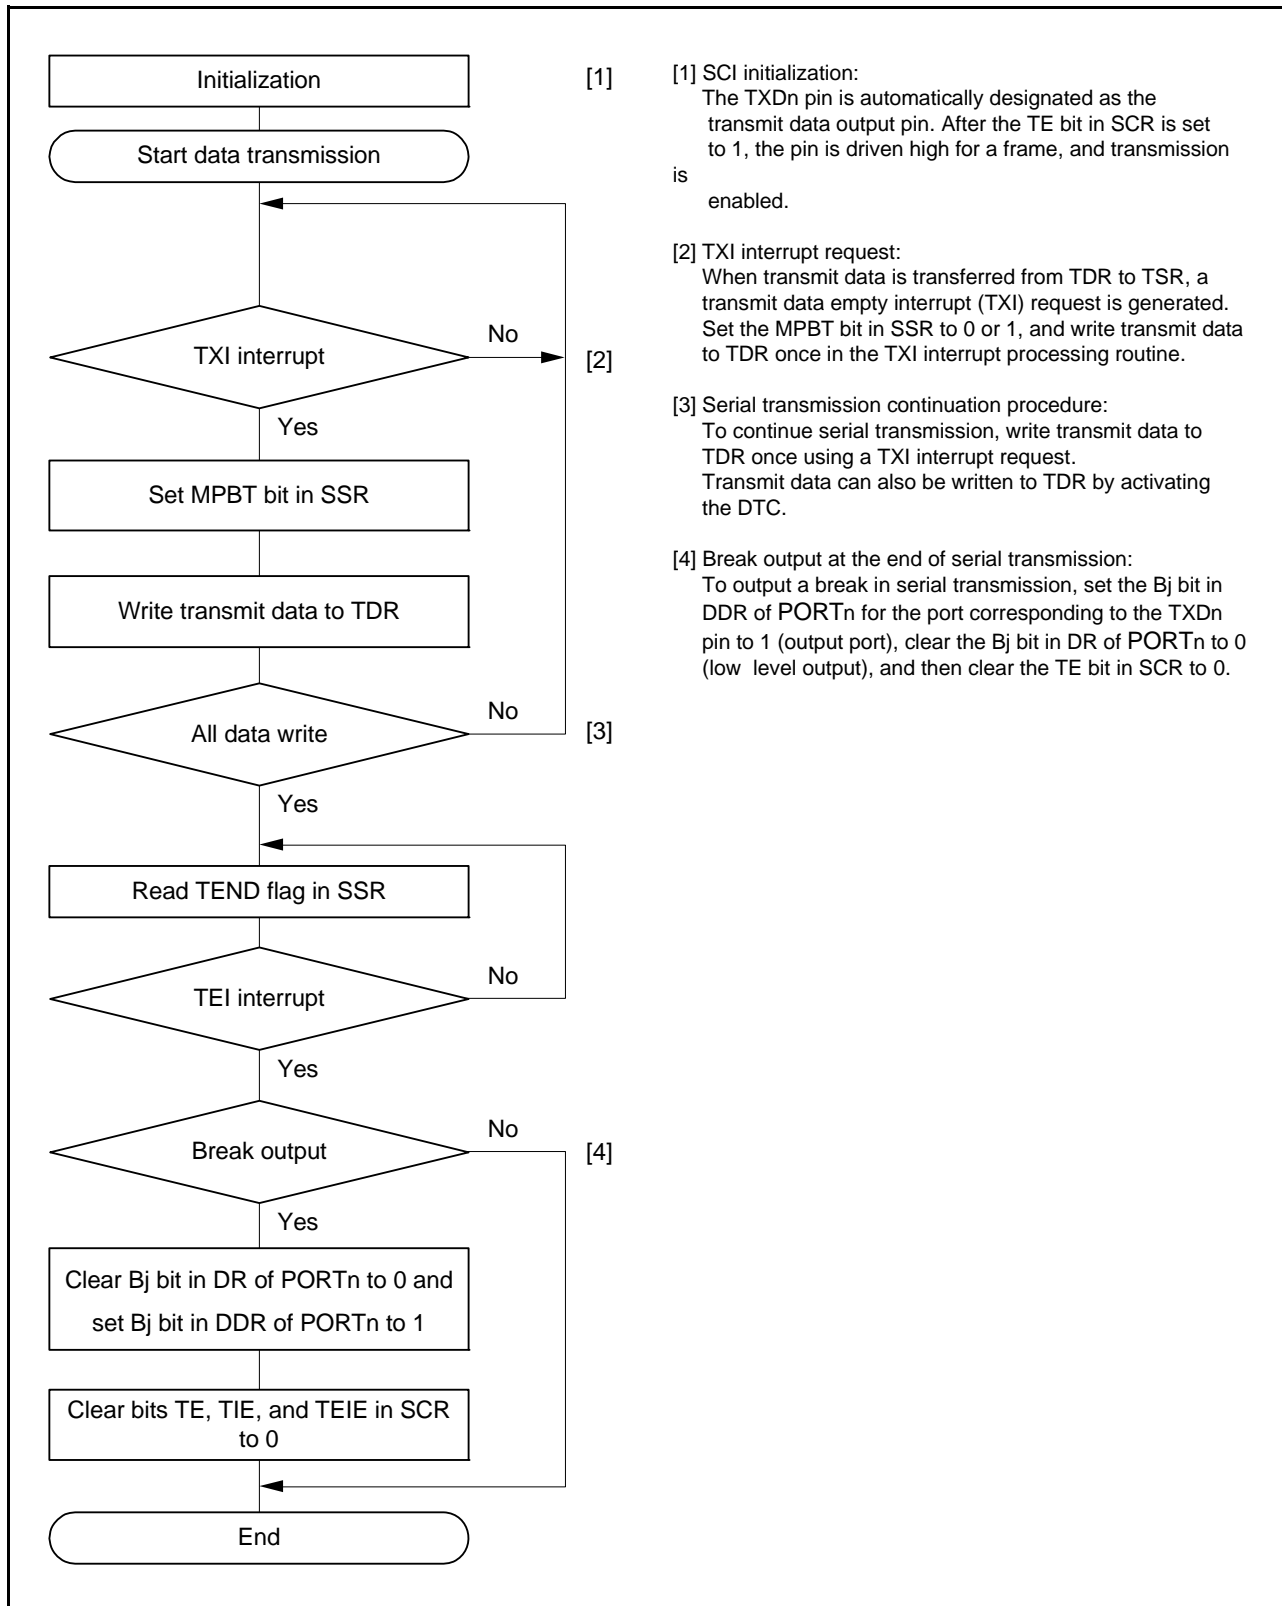 Initialization
[1]
Start data transmission
TXI interrupt
No
[2]
Yes
Set MPBT bit in SSR
Write transmit data to TDR
All data write
No
[3]
Yes
Read TEND flag in SSR
TEI interrupt
No
Yes
Break output
No
[4]
Yes
Clear Bj bit in DR of PORTn to 0 and
set Bj bit in DDR of PORTn to 1
Clear bits TE, TIE, and TEIE in SCR
to 0
End
[1] SCI initialization:
The TXDn pin is automatically designated as the
transmit data output pin. After the TE bit in SCR is set
to 1, the pin is driven high for a frame, and transmission
is
enabled.
[2] TXI interrupt request:
When transmit data is transferred from TDR to TSR, a
transmit data empty interrupt (TXI) request is generated.
Set the MPBT bit in SSR to 0 or 1, and write transmit data
to TDR once in the TXI interrupt processing routine.
[3] Serial transmission continuation procedure:
To continue serial transmission, write transmit data to
TDR once using a TXI interrupt request.
Transmit data can also be written to TDR by activating
the DTC.
[4] Break output at the end of serial transmission:
To output a break in serial transmission, set the Bj bit in
DDR of PORTn for the port corresponding to the TXDn
pin to 1 (output port), clear the Bj bit in DR of PORTn to 0
(low level output), and then clear the TE bit in SCR to 0.